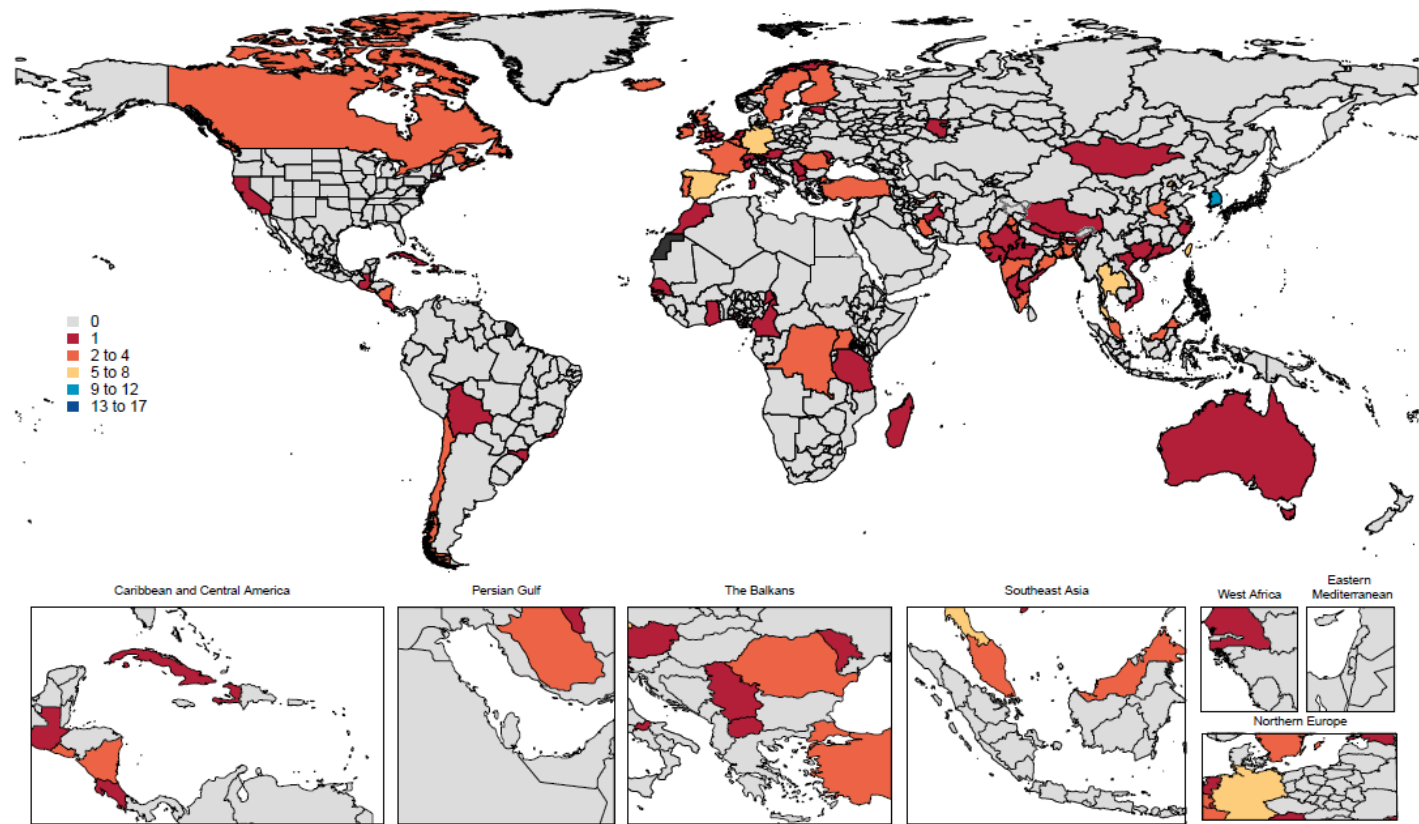 0
1
2 to 4
5 to 8
9 to 12
13 to 17
Caribbean and Central America
Persian Gulf
The Balkans
Southeast Asia
West Africa
Eastern
Mediterranean
Northern Europe